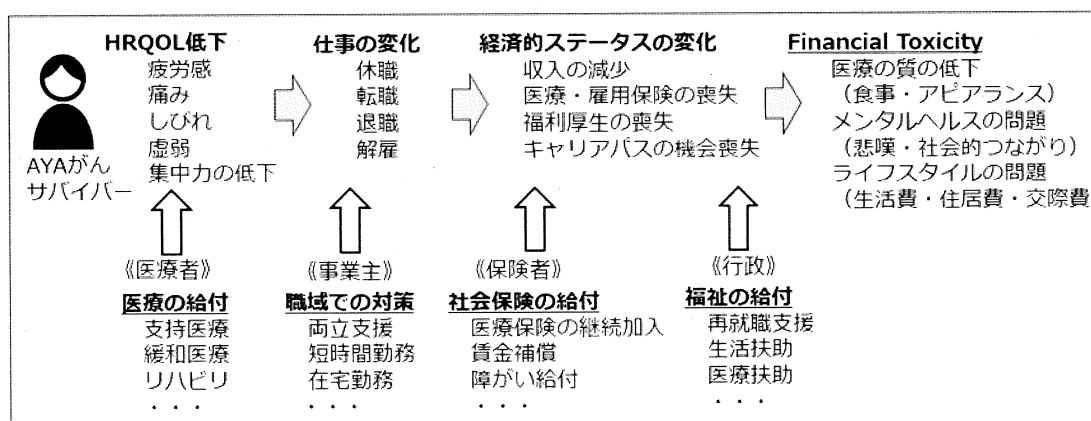 HRQOL低下
疲労感
痛み
しびれ
虚弱
集中力の低下
AYAがん
サバイバー
仕事の変化
休職
転職
退職
解雇
経済的ステータスの変化
収入の減少
医療・雇用保険の喪失
福利厚生の喪失
キャリアパスの機会喪失
Financial Toxicity
医療の質の低下
（食事・アピアランス）
メンタルヘルスの問題
（悲嘆・社会的つながり）
ライフスタイルの問題
（生活費・住居費・交際費
《医療者》
医療の給付
支持医療
緩和医療
リハビリ
・・・
《事業主》
職域での対策
両立支援
短時間勤務
在宅勤務
・・・
《保険者》
社会保険の給付
医療保険の継続加入
賃金補償
障がい給付
・・・
《行政》
福祉の給付
再就職支援
生活扶助
医療扶助
・・・